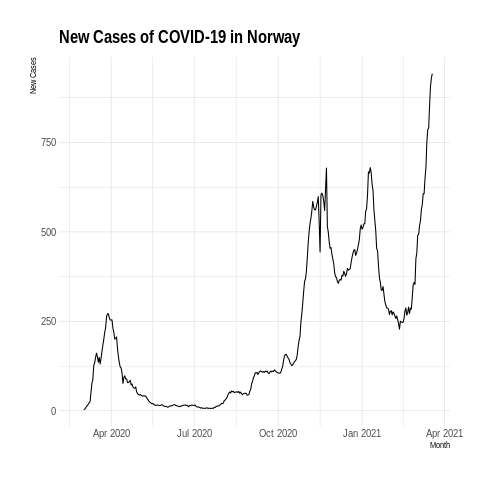 New Cases of COVID-19 in Norway
New Cases
750
500
250
0
Apr 2020 Jul 2020 Oct 2020 Jan 2021 Apr 2021
Month